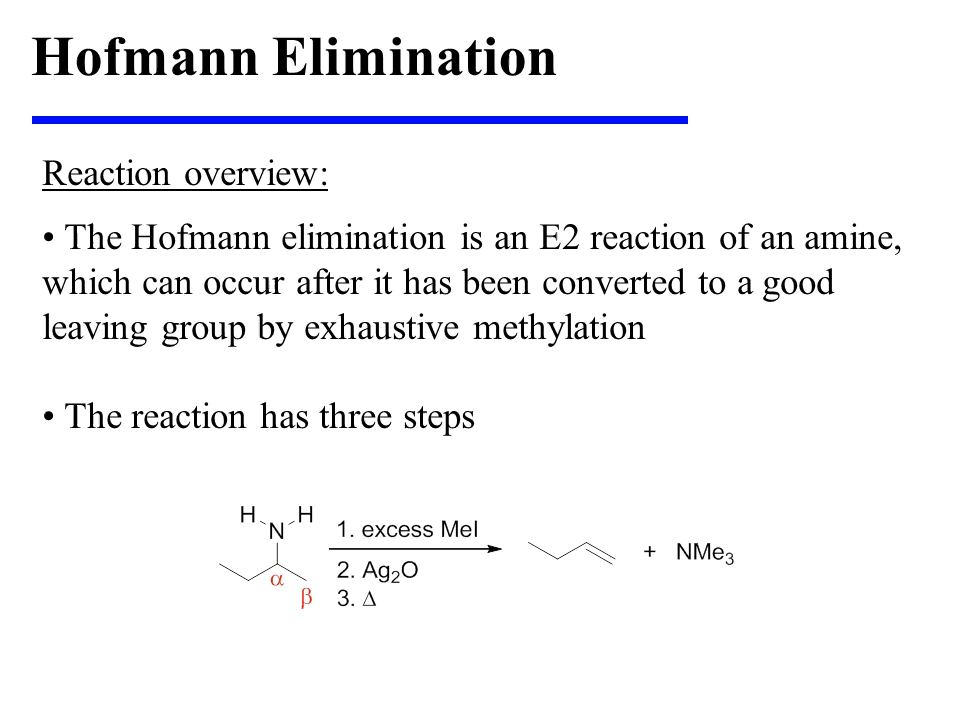 Hofmann Elimination
Reaction overview:
• The Hofmann elimination is an E2 reaction of an amine,
which can occur after it has been converted to a good
leaving group by exhaustive methylation
• The reaction has three steps
H H
N
α
β
1. excess MeI
2. Ag₂O
3. Δ
+ NMe₃